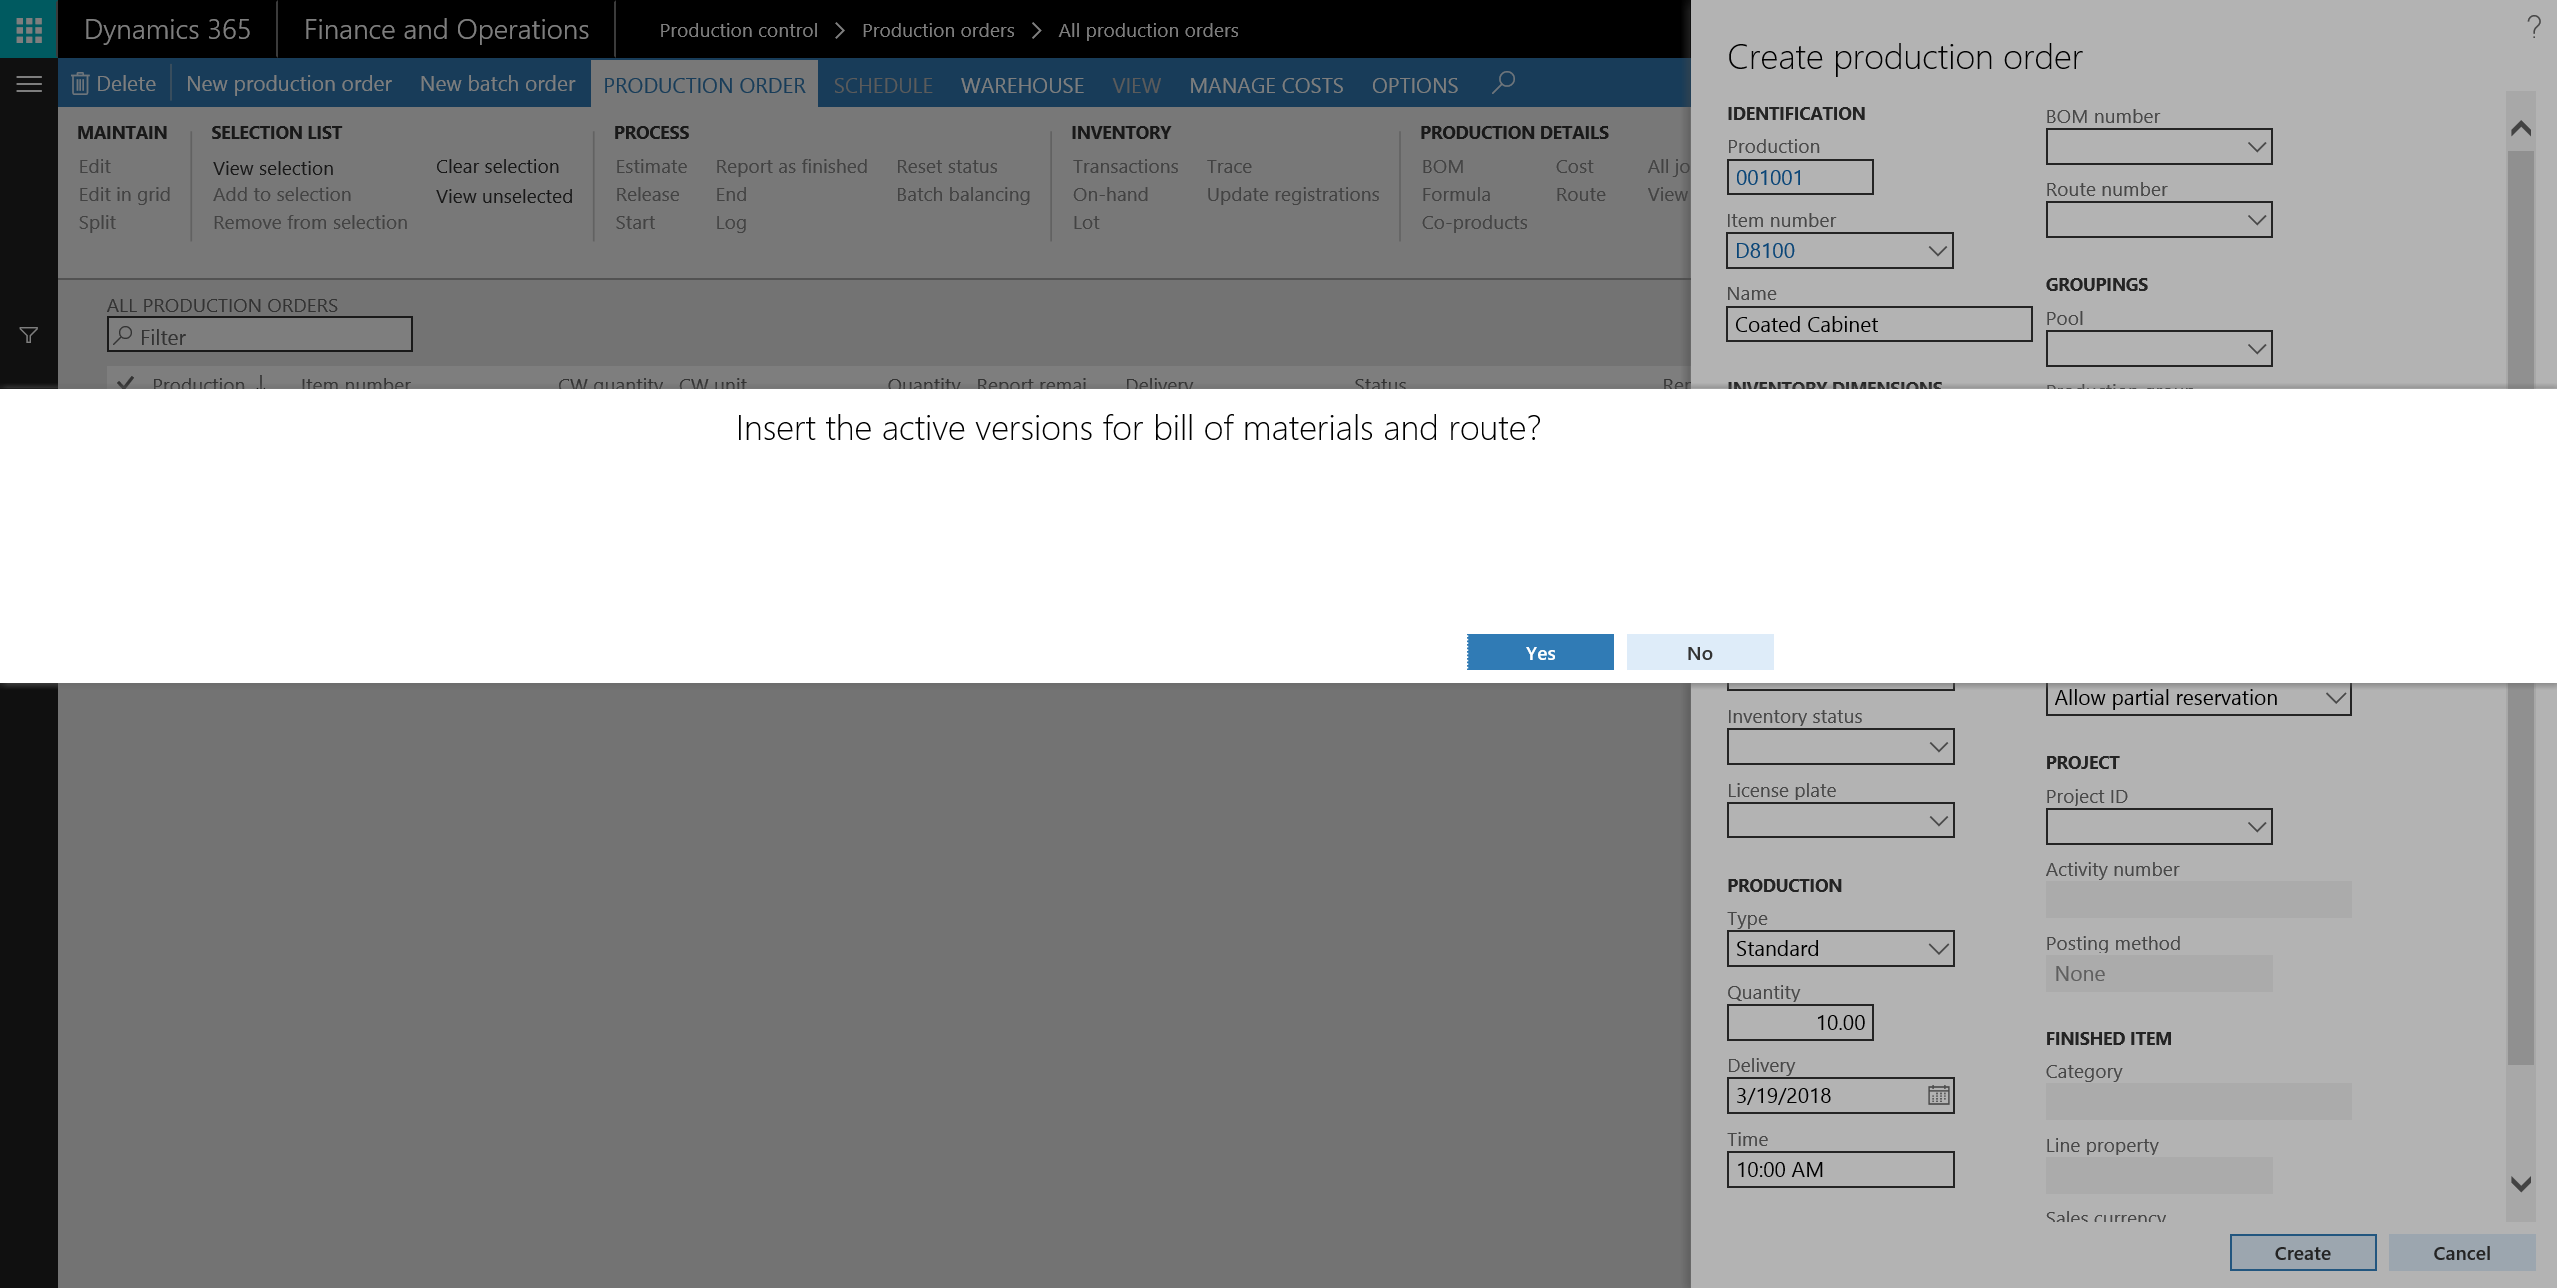 Dynamics 365
Finance and Operations
Production control
Production orders
All production orders
?
Delete
New production order
New batch order
PRODUCTION ORDER
SCHEDULE
WAREHOUSE
VIEW
MANAGE COSTS
OPTIONS
MAINTAIN
Edit
Edit in grid
Split
SELECTION LIST
View selection
Add to selection
Remove from selection
Clear selection
View unselected
PROCESS
Estimate
Release
Start
Report as finished
End
Log
Reset status
Batch balancing
INVENTORY
Transactions
On-hand
Lot
Trace
Update registrations
PRODUCTION DETAILS
BOM
Formula
Co-products
Cost
Route
All jo
View
ALL PRODUCTION ORDERS
Filter
Production
Item number
CW quantity
CW unit
Quantity
Report remai
Delivery
Status
Rer
Create production order
IDENTIFICATION
Production
001001
Item number
D8100
Name
Coated Cabinet
INVENTORY DIMENSIONS
BOM number
Route number
GROUPINGS
Pool
Production group
Insert the active versions for bill of materials and route?
Yes
No
Inventory status
License plate
PRODUCTION
Type
Standard
Quantity
10.00
Delivery
3/19/2018
Time
10:00 AM
Allow partial reservation
PROJECT
Project ID
Activity number
Posting method
None
FINISHED ITEM
Category
Line property
Sales currency
Create
Cancel